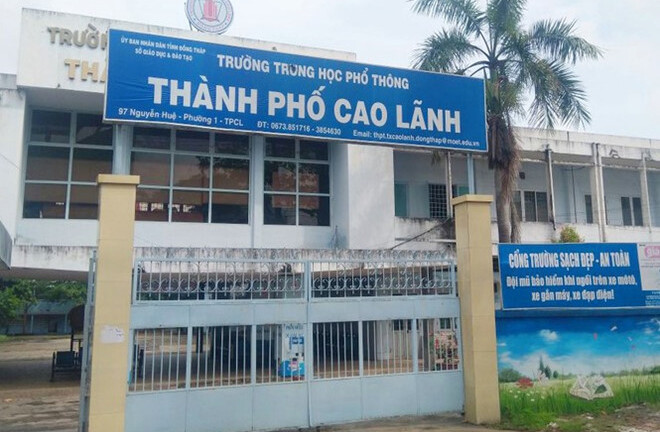 TRƯỜN
THÀ
ỦY BAN NHÂN DÂN TỈNH ĐỒNG THÁP
SỞ GIÁO DỤC & ĐÀO TẠO
TRƯỜNG TRUNG HỌC PHỔ THÔNG
THÀNH PHỐ CAO LÃNH
97 Nguyễn Huệ - Phường 1 - TPCL ĐT: 0673.851716 - 3854630 Email: thpt.txcaolanh.dongthap@moet.edu.vn
CỔNG TRƯỜNG SẠCH ĐẸP - AN TOÀN
Đội mũ bảo hiểm khi ngồi trên xe môtô,
xe gắn máy, xe đạp điện!